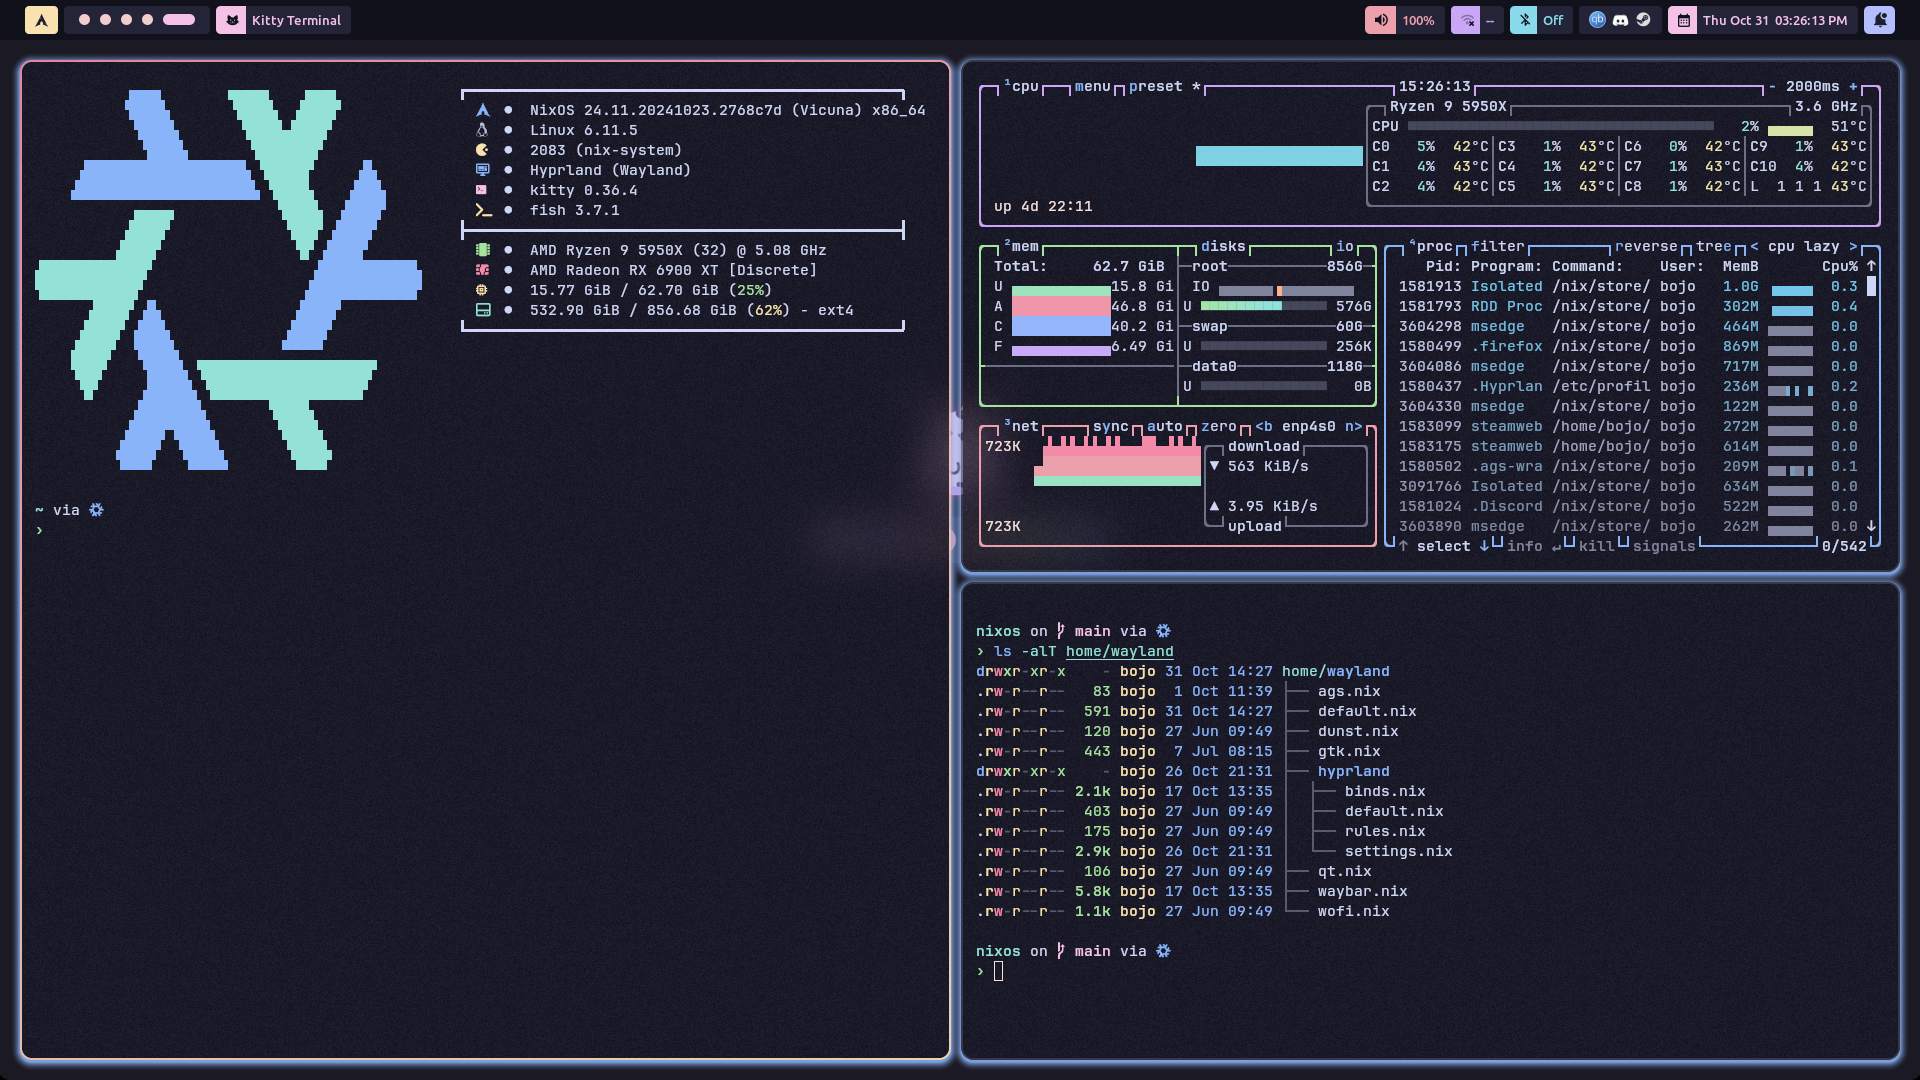 Kitty Terminal
100%
--
Off
Thu Oct 31 03:26:13 PM
NixOS 24.11.20241023.2768c7d (Vicuna) x86_64
Linux 6.11.5
2083 (nix-system)
Hyprland (Wayland)
kitty 0.36.4
fish 3.7.1
AMD Ryzen 9 5950X (32) @ 5.08 GHz
AMD Radeon RX 6900 XT [Discrete]
15.77 GiB / 62.70 GiB (25%)
532.90 GiB / 856.68 GiB (62%) - ext4
~ via
›
¹cpu menu preset * 15:26:13 - 2000ms +
Ryzen 9 5950X 3.6 GHz
CPU 2% 51°C
C0 5% 42°C C3 1% 43°C C6 0% 42°C C9 1% 43°C
C1 4% 43°C C4 1% 42°C C7 1% 43°C C10 4% 42°C
C2 4% 42°C C5 1% 43°C C8 1% 42°C L 1 1 1 43°C
up 4d 22:11
²mem disks io
Total: 62.7 GiB root 856G
U 15.8 Gi IO
A 46.8 Gi U 576G
C 40.2 Gi swap 60G
F 6.49 Gi U 256K
data0 118G
U 0B
³net sync auto zero <b enp4s0 n>
723K download
▼ 563 KiB/s
▲ 3.95 KiB/s
723K upload
⁴proc filter reverse tree < cpu lazy >
Pid: Program: Command: User: MemB Cpu% ↑
1581913 Isolated /nix/store/ bojo 1.0G 0.3
1581793 RDD Proc /nix/store/ bojo 302M 0.4
3604298 msedge /nix/store/ bojo 464M 0.0
1580499 .firefox /nix/store/ bojo 869M 0.0
3604086 msedge /nix/store/ bojo 717M 0.0
1580437 .Hyprlan /etc/profil bojo 236M 0.2
3604330 msedge /nix/store/ bojo 122M 0.0
1583099 steamweb /home/bojo/ bojo 272M 0.0
1583175 steamweb /home/bojo/ bojo 614M 0.0
1580502 .ags-wra /nix/store/ bojo 209M 0.1
3091766 Isolated /nix/store/ bojo 634M 0.0
1581024 .Discord /nix/store/ bojo 522M 0.0
3603890 msedge /nix/store/ bojo 262M 0.0 ↓
↑ select ↓ info ↵ kill signals 0/542
nixos on main via
› ls -alT home/wayland
drwxr-xr-x - bojo 31 Oct 14:27 home/wayland
.rw-r--r-- 83 bojo 1 Oct 11:39 ├── ags.nix
.rw-r--r-- 591 bojo 31 Oct 14:27 ├── default.nix
.rw-r--r-- 120 bojo 27 Jun 09:49 ├── dunst.nix
.rw-r--r-- 443 bojo 7 Jul 08:15 ├── gtk.nix
drwxr-xr-x - bojo 26 Oct 21:31 ├── hyprland
.rw-r--r-- 2.1k bojo 17 Oct 13:35 │ ├── binds.nix
.rw-r--r-- 403 bojo 27 Jun 09:49 │ ├── default.nix
.rw-r--r-- 175 bojo 27 Jun 09:49 │ ├── rules.nix
.rw-r--r-- 2.9k bojo 26 Oct 21:31 │ └── settings.nix
.rw-r--r-- 106 bojo 27 Jun 09:49 ├── qt.nix
.rw-r--r-- 5.8k bojo 17 Oct 13:35 ├── waybar.nix
.rw-r--r-- 1.1k bojo 27 Jun 09:49 └── wofi.nix
nixos on main via
›